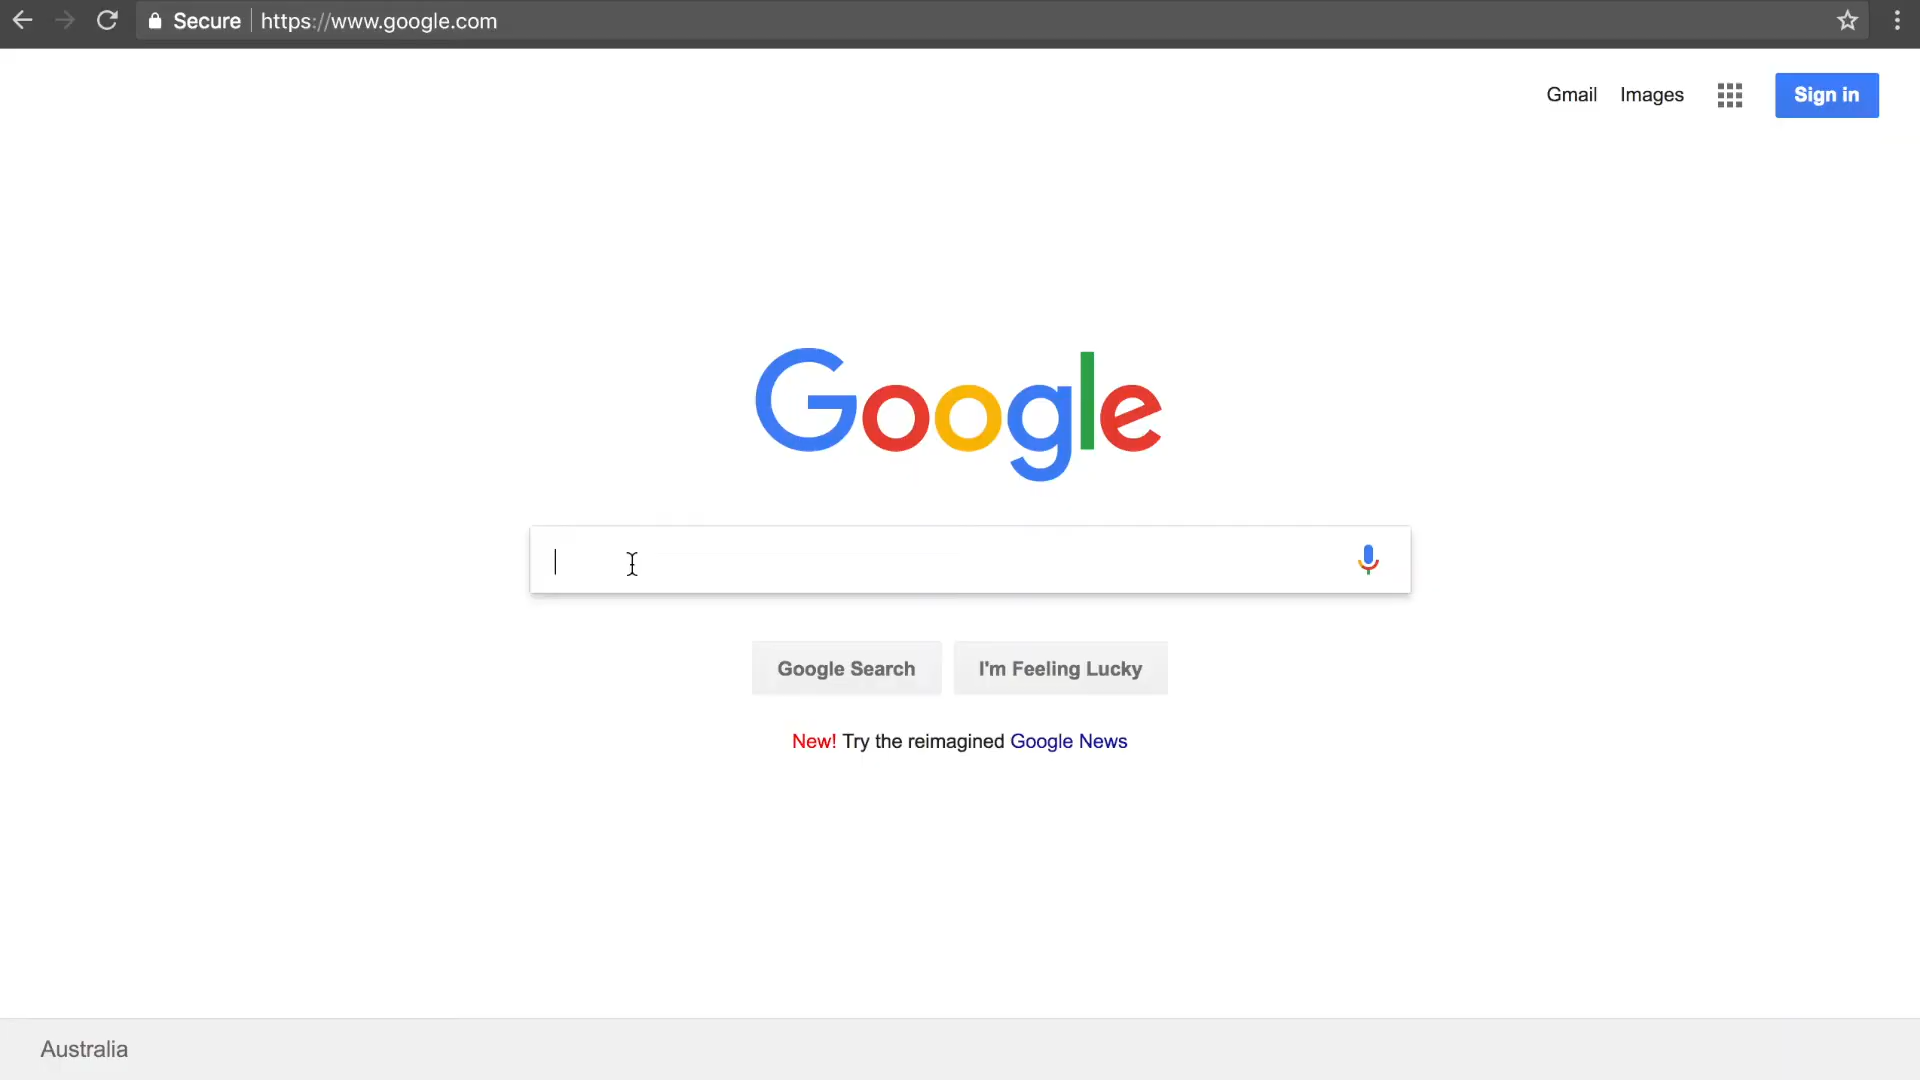 Secure https://www.google.com
Gmail Images Sign in
Google
Google Search I'm Feeling Lucky
New! Try the reimagined Google News
Australia